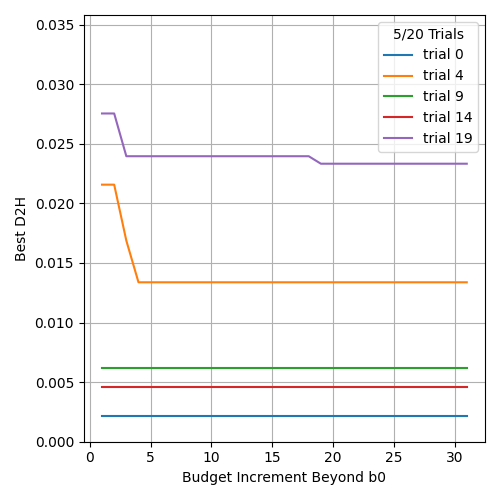 5/20 Trials
trial 0
trial 4
trial 9
trial 14
trial 19
Best D2H
0.035
0.030
0.025
0.020
0.015
0.010
0.005
0.000
0 5 10 15 20 25 30
Budget Increment Beyond b0